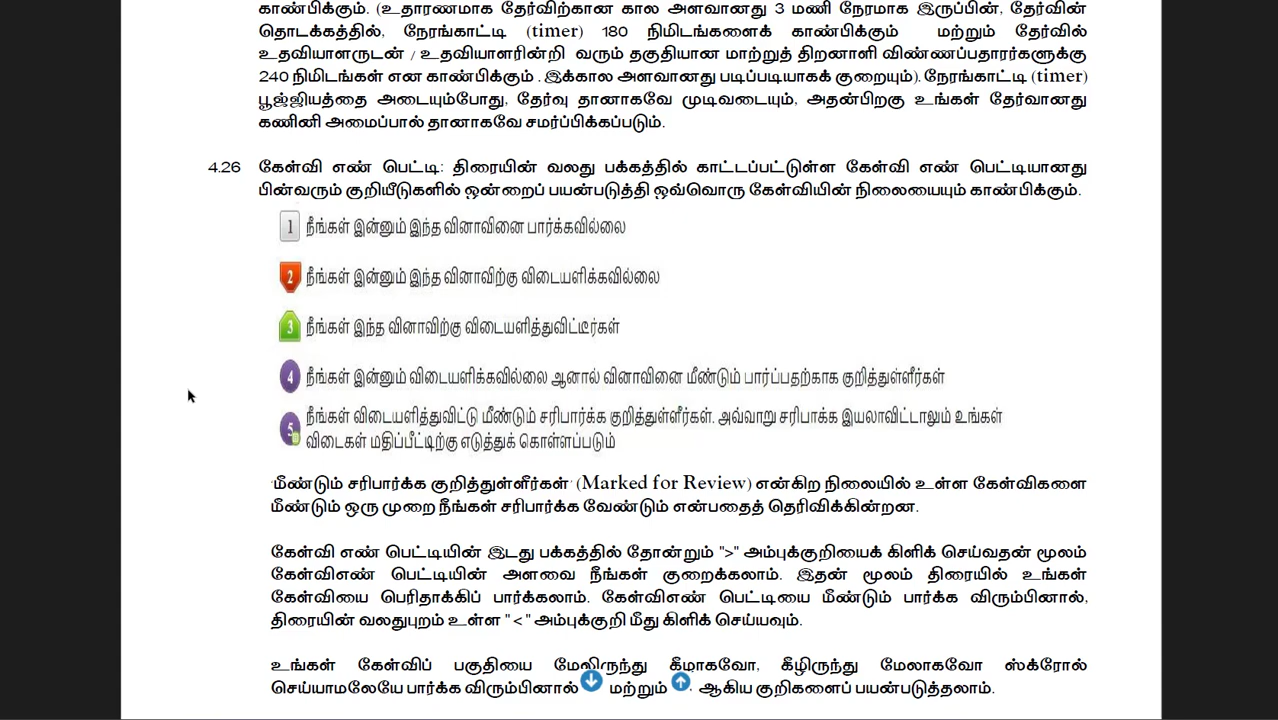 காண்பிக்கும். (உதாரணமாக தேர்விற்கான கால அளவானது 3 மணி நேரமாக இருப்பின், தேர்வின்
தொடக்கத்தில், நேரங்காட்டி (timer) 180 நிமிடங்களைக் காண்பிக்கும் மற்றும் தேர்வில்
உதவியாளருடன் / உதவியாளரின்றி வரும் தகுதியான மாற்றுத் திறனாளி விண்ணப்பதாரர்களுக்கு
240 நிமிடங்கள் என காண்பிக்கும் . இக்கால அளவானது படிப்படியாகக் குறையும்). நேரங்காட்டி (timer)
பூஜ்ஜியத்தை அடையும்போது, தேர்வு தானாகவே முடிவடையும், அதன்பிறகு உங்கள் தேர்வானது
கணினி அமைப்பால் தானாகவே சமர்ப்பிக்கப்படும்.
4.26 கேள்வி எண் பெட்டி: திரையின் வலது பக்கத்தில் காட்டப்பட்டுள்ள கேள்வி எண் பெட்டியானது
பின்வரும் குறியீடுகளில் ஒன்றைப் பயன்படுத்தி ஒவ்வொரு கேள்வியின் நிலையையும் காண்பிக்கும்.
1 நீங்கள் இன்னும் இந்த வினாவினை பார்க்கவில்லை
2 நீங்கள் இன்னும் இந்த வினாவிற்கு விடையளிக்கவில்லை
3 நீங்கள் இந்த வினாவிற்கு விடையளித்துவிட்டீர்கள்
4 நீங்கள் இன்னும் விடையளிக்கவில்லை ஆனால் வினாவினை மீண்டும் பார்ப்பதற்காக குறித்துள்ளீர்கள்
5 நீங்கள் விடையளித்துவிட்டு மீண்டும் சரிபார்க்க குறித்துள்ளீர்கள். அவ்வாறு சரிபாக்க இயலாவிட்டாலும் உங்கள்
விடைகள் மதிப்பீட்டிற்கு எடுத்துக் கொள்ளப்படும்
'மீண்டும் சரிபார்க்க குறித்துள்ளீர்கள்' (Marked for Review) என்கிற நிலையில் உள்ள கேள்விகளை
மீண்டும் ஒரு முறை நீங்கள் சரிபார்க்க வேண்டும் என்பதைத் தெரிவிக்கின்றன.
கேள்வி எண் பெட்டியின் இடது பக்கத்தில் தோன்றும் ">" அம்புக்குறியைக் கிளிக் செய்வதன் மூலம்
கேள்விஎண் பெட்டியின் அளவை நீங்கள் குறைக்கலாம். இதன் மூலம் திரையில் உங்கள்
கேள்வியை பெரிதாக்கிப் பார்க்கலாம். கேள்விஎண் பெட்டியை மீண்டும் பார்க்க விரும்பினால்,
திரையின் வலதுபுறம் உள்ள "<" அம்புக்குறி மீது கிளிக் செய்யவும்.
உங்கள் கேள்விப் பகுதியை மேலிருந்து கீழாகவோ, கீழிருந்து மேலாகவோ ஸ்க்ரோல்
செய்யாமலேயே பார்க்க விரும்பினால் மற்றும் ஆகிய குறிகளைப் பயன்படுத்தலாம்.